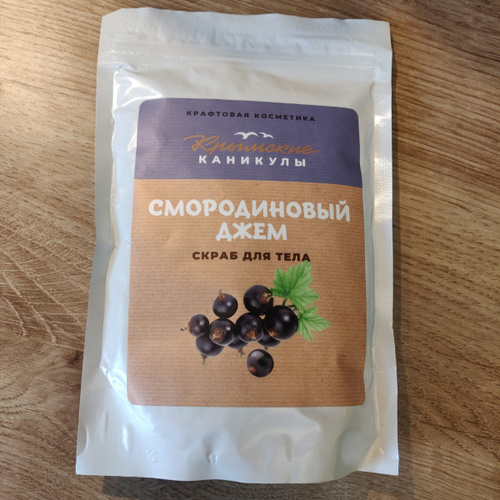 КРАФТОВАЯ КОСМЕТИКА
Крымские
КАНИКУЛЫ
СМОРОДИНОВЫЙ
ДЖЕМ
СКРАБ ДЛЯ ТЕЛА